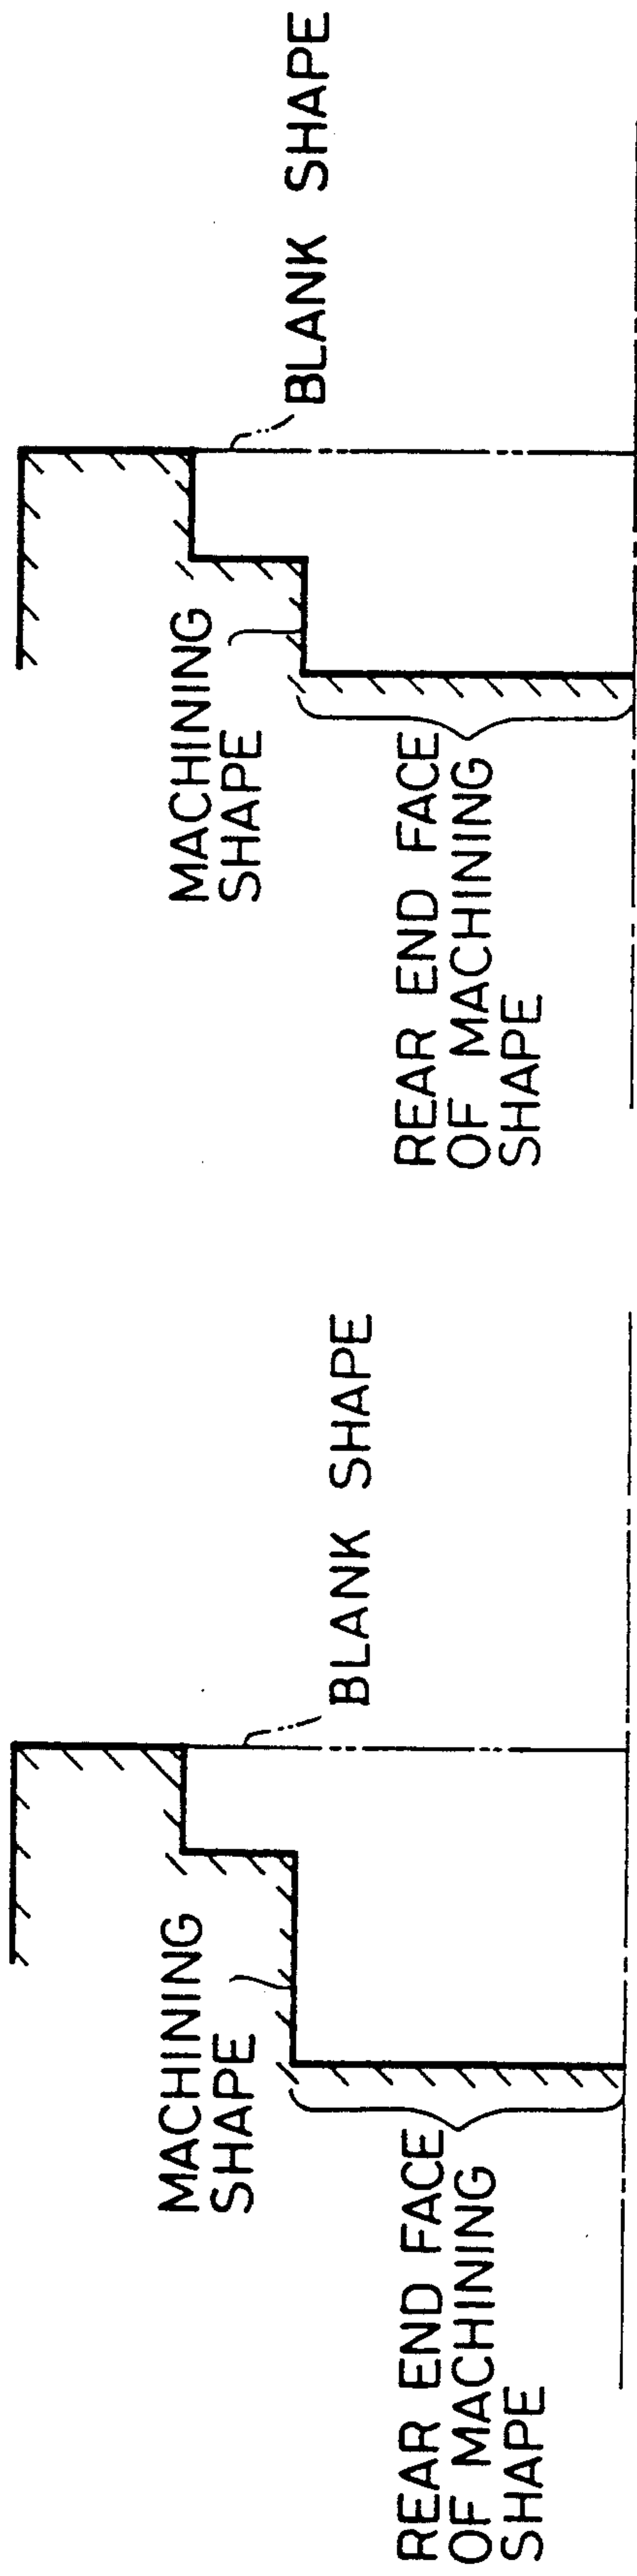 MACHINING
SHAPE
BLANK SHAPE
REAR END FACE
OF MACHINING
SHAPE
MACHINING
SHAPE
BLANK SHAPE
REAR END FACE
OF MACHINING
SHAPE